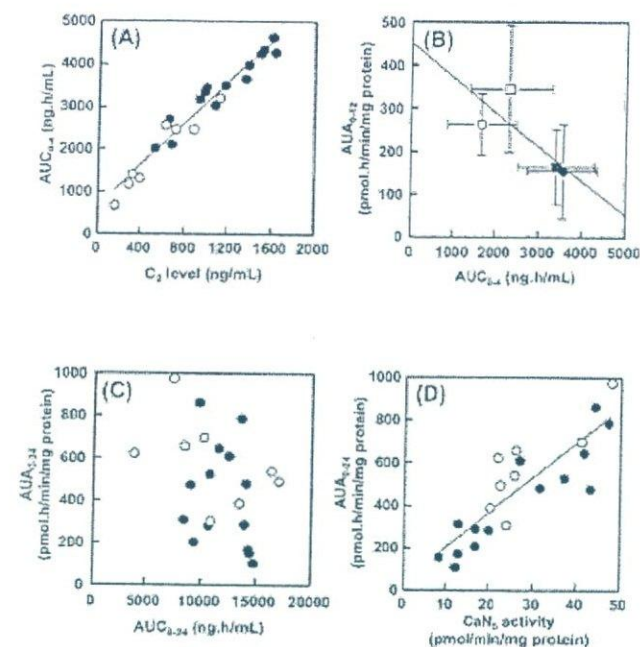 (A)
5000
4000
3000
2000
1000
0
AUC₀₋₄ (ng.h/mL)
0 400 800 1200 1600 2000
C₂ level (ng/mL)
(B)
500
400
300
200
100
0
AUA₀₋₁₂
(pmol.h/min/mg protein)
0 1000 2000 3000 4000 5000
AUC₀₋₄ (ng.h/mL)
(C)
1000
800
600
400
200
0
AUA₀₋₂₄
(pmol.h/min/mg protein)
0 5000 10000 15000 20000
AUC₀₋₂₄ (ng.h/mL)
(D)
1000
800
600
400
200
0
AUA₀₋₂₄
(pmol.h/min/mg protein)
0 10 20 30 40 50
CaN₅ activity
(pmol/min/mg protein)